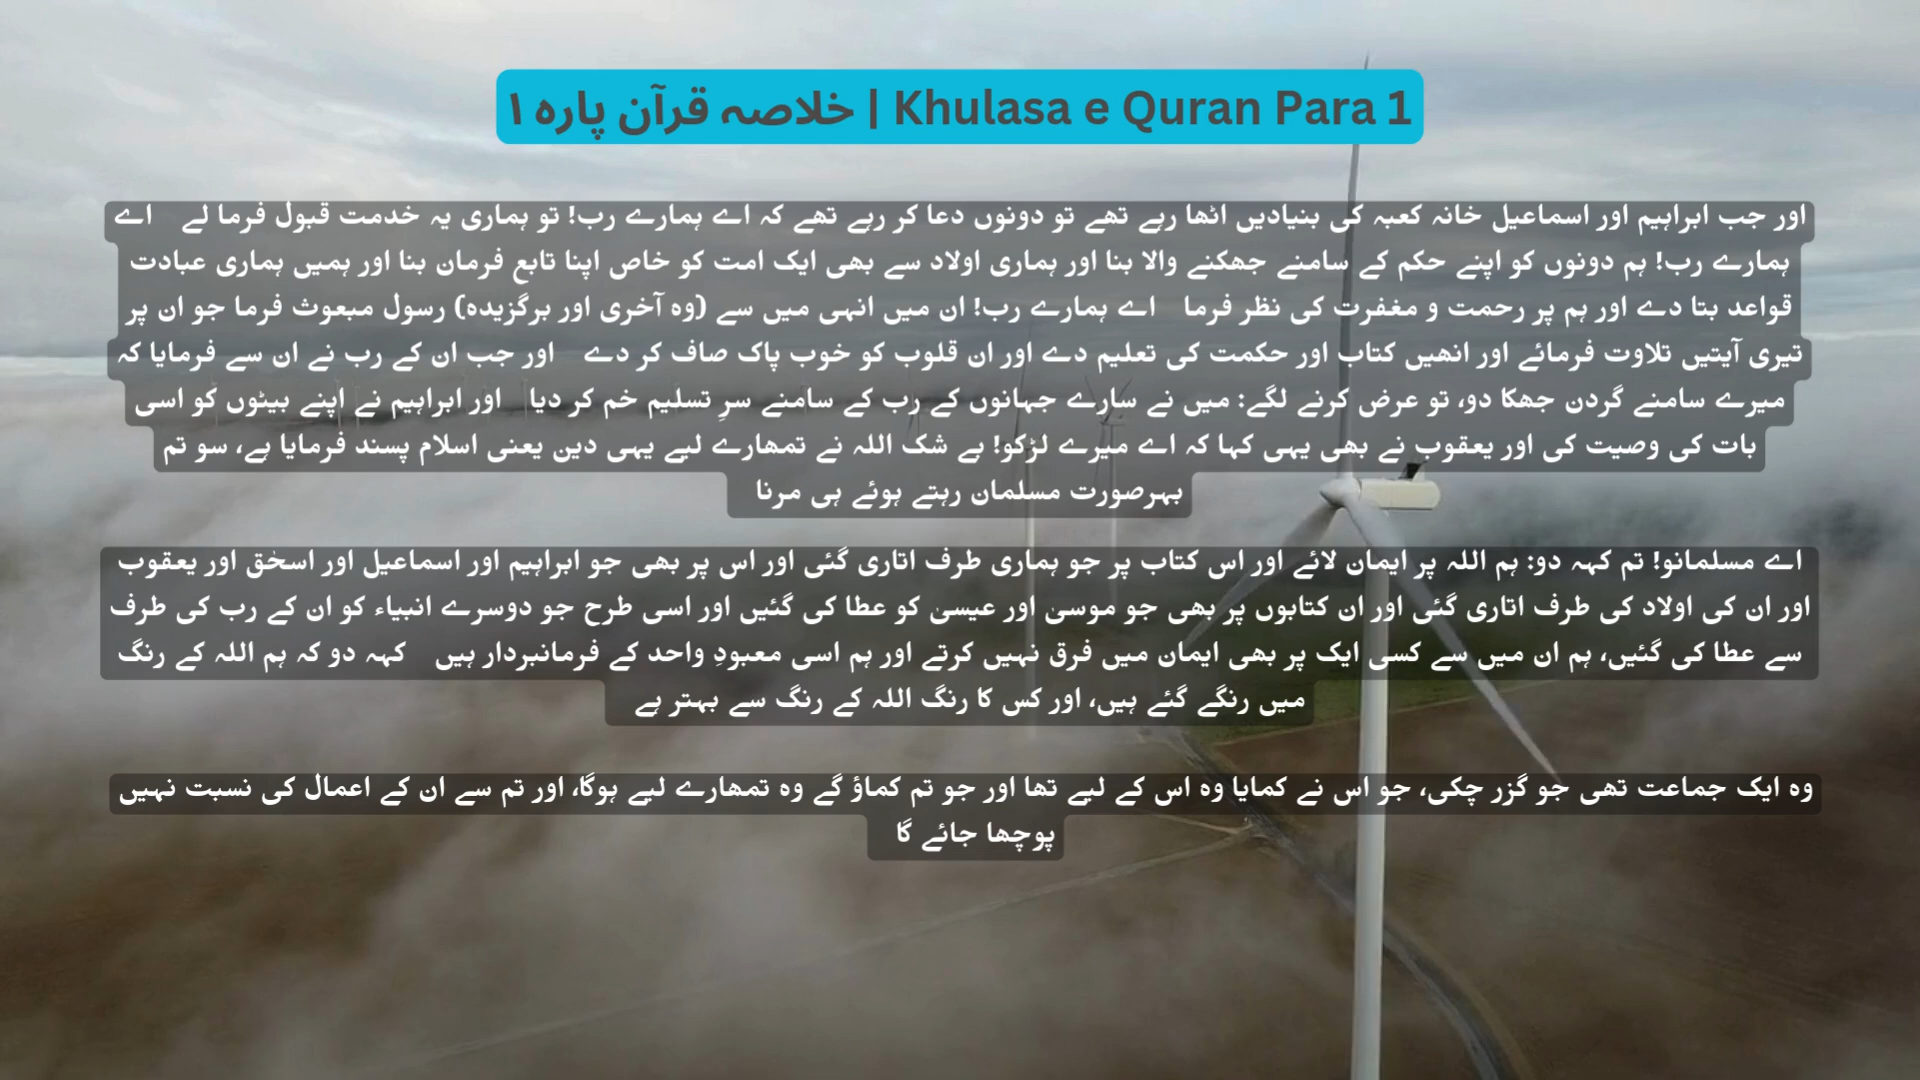 خلاصہ قرآن پارہ ۱ | Khulasa e Quran Para 1
اور جب ابراہیم اور اسماعیل خانہ کعبہ کی بنیادیں اٹھا رہے تھے تو دونوں دعا کر رہے تھے کہ اے ہمارے رب! تو ہماری یہ خدمت قبول فرما لے اے
ہمارے رب! ہم دونوں کو اپنے حکم کے سامنے جھکنے والا بنا اور ہماری اولاد سے بھی ایک امت کو خاص اپنا تابع فرمان بنا اور ہمیں ہماری عبادت
قواعد بتا دے اور ہم پر رحمت و مغفرت کی نظر فرما اے ہمارے رب! ان میں انہی میں سے (وہ آخری اور برگزیدہ) رسول مبعوث فرما جو ان پر
تیری آیتیں تلاوت فرمائے اور انھیں کتاب اور حکمت کی تعلیم دے اور ان قلوب کو خوب پاک صاف کر دے اور جب ان کے رب نے ان سے فرمایا کہ
میرے سامنے گردن جھکا دو، تو عرض کرنے لگے: میں نے سارے جہانوں کے رب کے سامنے سرِ تسلیم خم کر دیا اور ابراہیم نے اپنے بیٹوں کو اسی
بات کی وصیت کی اور یعقوب نے بھی یہی کہا کہ اے میرے لڑکو! بے شک اللہ نے تمھارے لیے یہی دین یعنی اسلام پسند فرمایا ہے، سو تم
بہرصورت مسلمان رہتے ہوئے ہی مرنا
اے مسلمانو! تم کہہ دو: ہم اللہ پر ایمان لائے اور اس کتاب پر جو ہماری طرف اتاری گئی اور اس پر بھی جو ابراہیم اور اسماعیل اور اسحٰق اور یعقوب
اور ان کی اولاد کی طرف اتاری گئی اور ان کتابوں پر بھی جو موسیٰ اور عیسیٰ کو عطا کی گئیں اور اسی طرح جو دوسرے انبیاء کو ان کے رب کی طرف
سے عطا کی گئیں، ہم ان میں سے کسی ایک پر بھی ایمان میں فرق نہیں کرتے اور ہم اسی معبودِ واحد کے فرمانبردار ہیں کہہ دو کہ ہم اللہ کے رنگ
میں رنگے گئے ہیں، اور کس کا رنگ اللہ کے رنگ سے بہتر ہے
وہ ایک جماعت تھی جو گزر چکی، جو اس نے کمایا وہ اس کے لیے تھا اور جو تم کماؤ گے وہ تمھارے لیے ہوگا، اور تم سے ان کے اعمال کی نسبت نہیں
پوچھا جائے گا